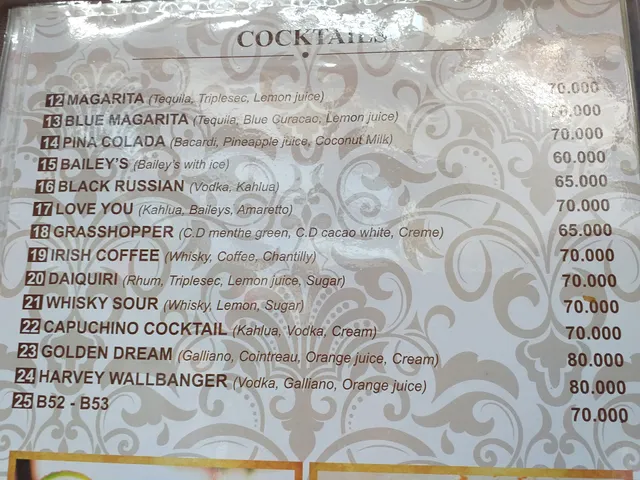 COCKTAILS
12 MAGARITA (Tequila, Triplesec, Lemon juice) 70.000
13 BLUE MAGARITA (Tequila, Blue Guracac, Lemon juice) 70.000
14 PINA COLADA (Bacardi, Pineapple juice, Coconut Milk) 70.000
15 BAILEY'S (Bailey's with ice) 60.000
16 BLACK RUSSIAN (Vodka, Kahlua) 65.000
17 LOVE YOU (Kahlua, Baileys, Amaretto) 70.000
18 GRASSHOPPER (C.D menthe green, C.D cacao white, Creme) 65.000
19 IRISH COFFEE (Whisky, Coffee, Chantilly) 70.000
20 DAIQUIRI (Rhum, Triplesec, Lemon juice, Sugar) 70.000
21 WHISKY SOUR (Whisky, Lemon, Sugar) 70.000
22 CAPUCHINO COCKTAIL (Kahlua, Vodka, Cream) 70.000
23 GOLDEN DREAM (Galliano, Cointreau, Orange juice, Cream) 80.000
24 HARVEY WALLBANGER (Vodka, Galliano, Orange juice) 80.000
25 B52 - B53 70.000